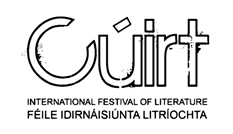 Cúirt
INTERNATIONAL FESTIVAL OF LITERATURE
FÉILE IDIRNÁISIÚNTA LITRÍOCHTA